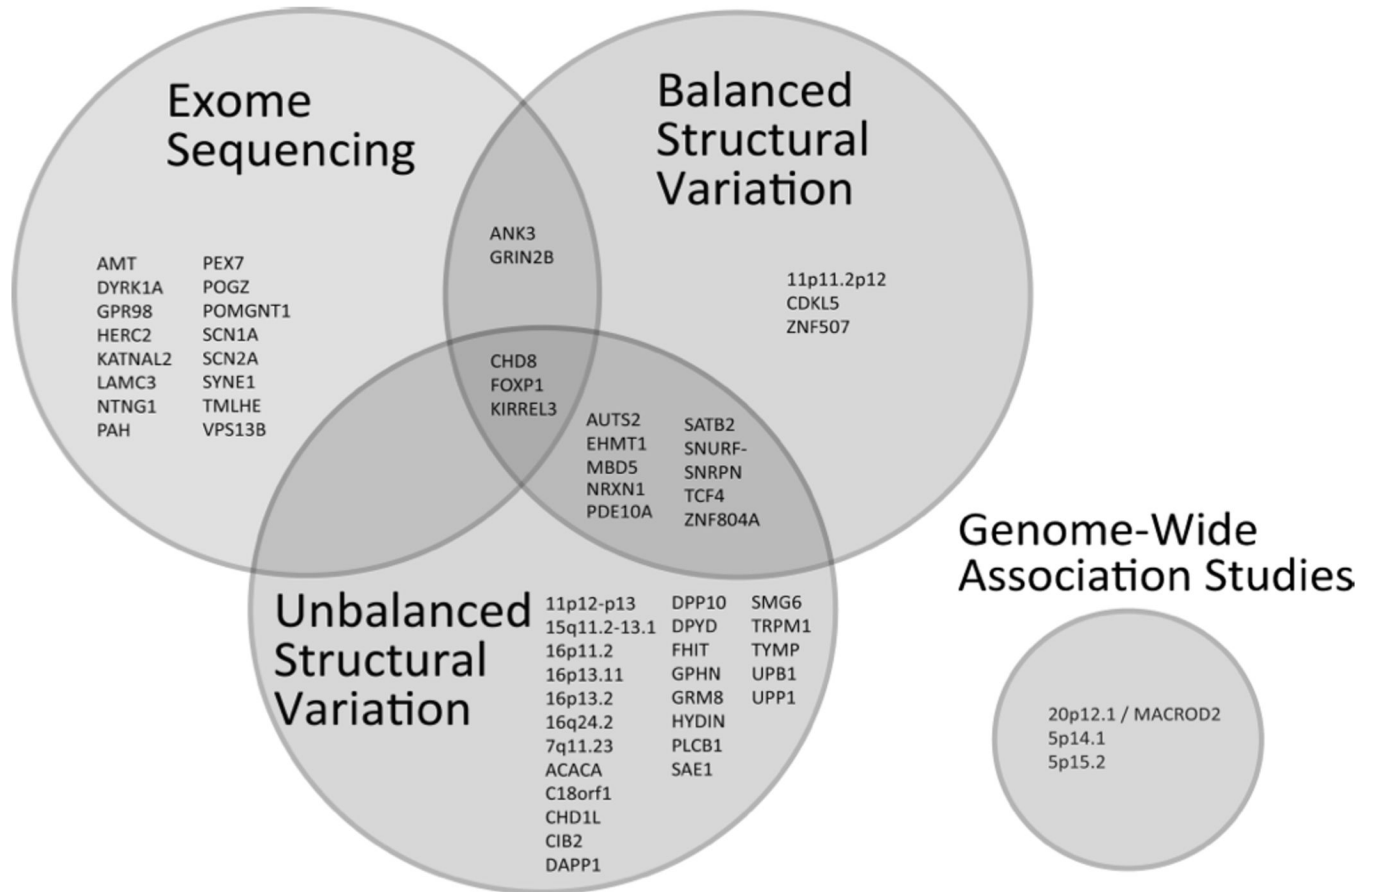 Exome
Sequencing
AMT
DYRK1A
GPR98
HERC2
KATNAL2
LAMC3
NTNG1
PAH
PEX7
POGZ
POMGNT1
SCN1A
SCN2A
SYNE1
TMLHE
VPS13B
Balanced
Structural
Variation
ANK3
GRIN2B
11p11.2p12
CDKL5
ZNF507
CHD8
FOXP1
KIRREL3
AUTS2
EHMT1
MBD5
NRXN1
PDE10A
SATB2
SNURF-
SNRPN
TCF4
ZNF804A
Unbalanced
Structural
Variation
11p12-p13
15q11.2-13.1
16p11.2
16p13.11
16p13.2
16q24.2
7q11.23
ACACA
C18orf1
CHD1L
CIB2
DAPP1
DPP10
DPYD
FHIT
GPHN
GRM8
HYDIN
PLCB1
SAE1
SMG6
TRPM1
TYMP
UPB1
UPP1
Genome-Wide
Association Studies
20p12.1 / MACROD2
5p14.1
5p15.2